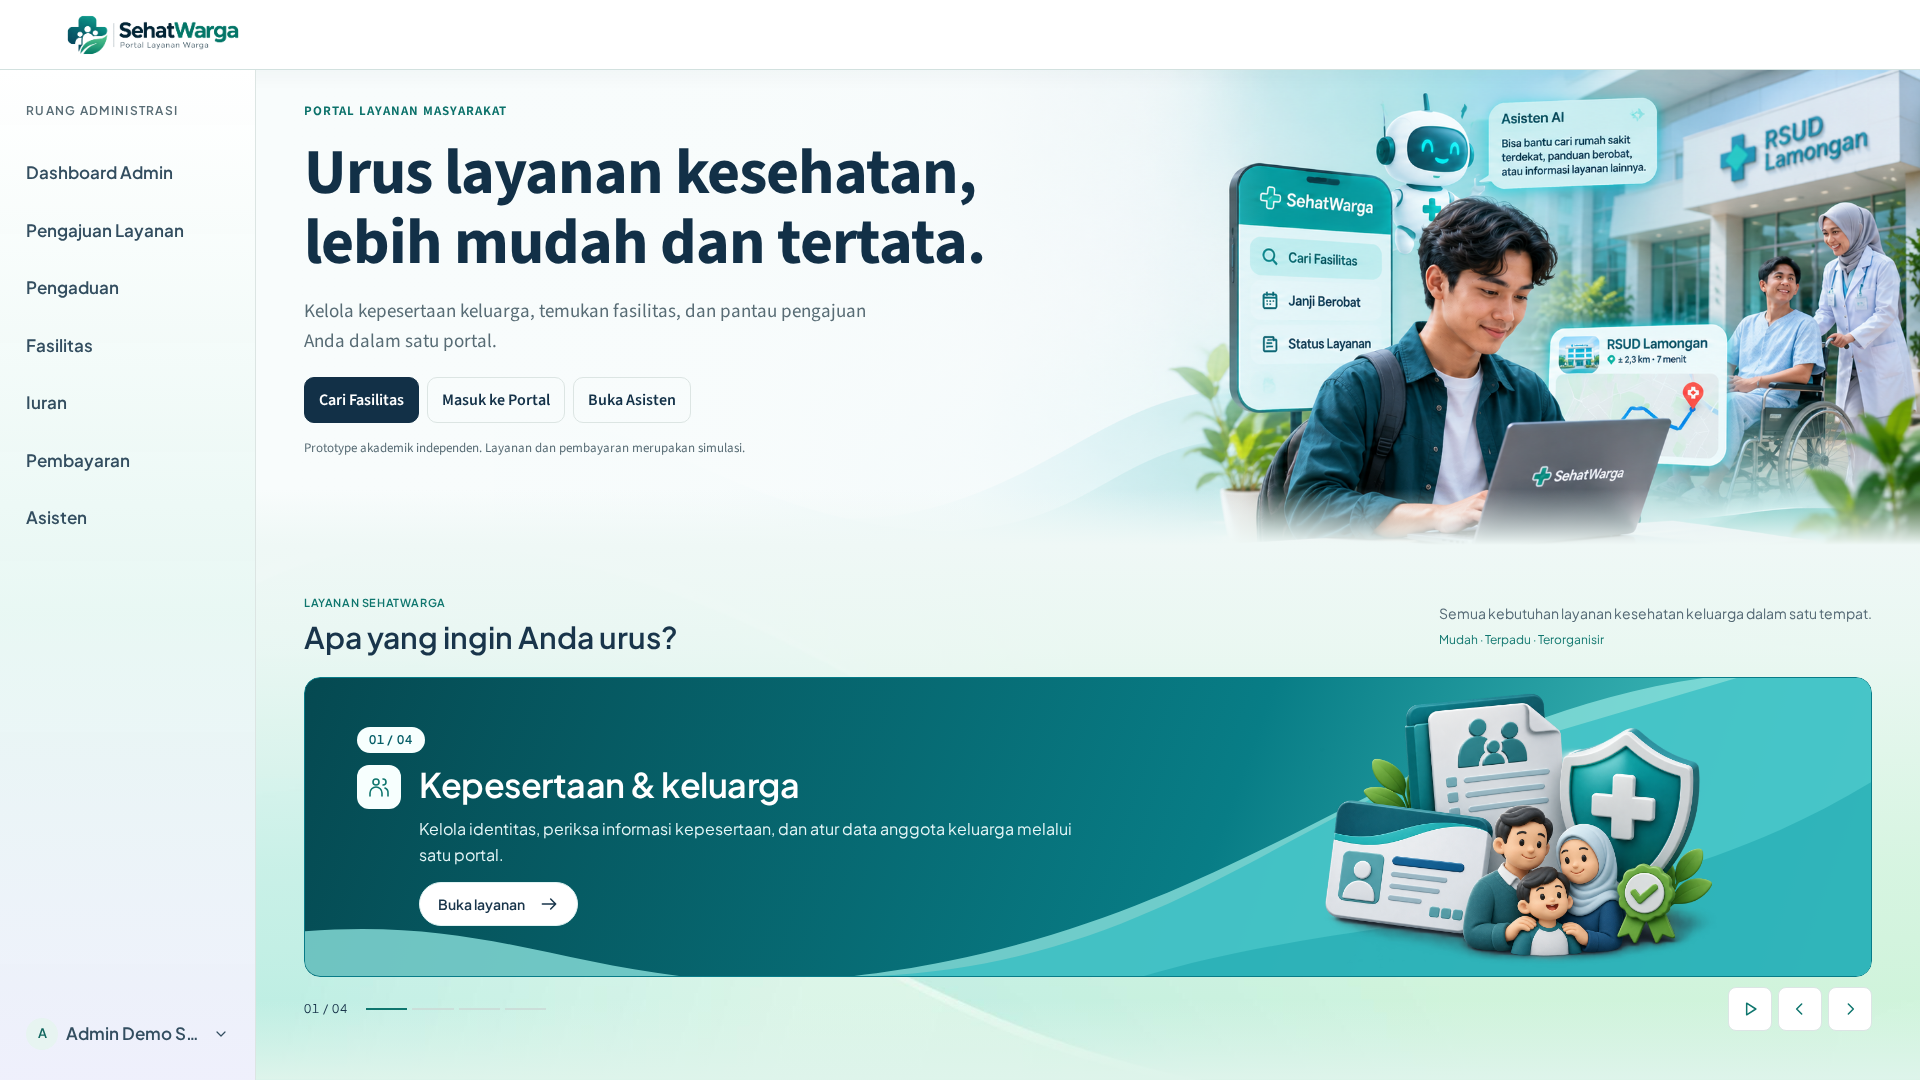 SehatWarga
Portal Layanan Warga
RUANG ADMINISTRASI
Dashboard Admin
Pengajuan Layanan
Pengaduan
Fasilitas
Iuran
Pembayaran
Asisten
A
Admin Demo S...
PORTAL LAYANAN MASYARAKAT
Urus layanan kesehatan,
lebih mudah dan tertata.
Kelola kepesertaan keluarga, temukan fasilitas, dan pantau pengajuan
Anda dalam satu portal.
Cari Fasilitas
Masuk ke Portal
Buka Asisten
Prototype akademik independen. Layanan dan pembayaran merupakan simulasi.
SehatWarga
Cari Fasilitas
Janji Berobat
Status Layanan
Asisten AI
Bisa bantu cari rumah sakit
terdekat, panduan berobat,
atau informasi layanan lainnya.
RSUD
Lamongan
RSUD Lamongan
± 2,3 km • 7 menit
SehatWarga
LAYANAN SEHATWARGA
Apa yang ingin Anda urus?
Semua kebutuhan layanan kesehatan keluarga dalam satu tempat.
Mudah · Terpadu · Terorganisir
01 / 04
Kepesertaan & keluarga
Kelola identitas, periksa informasi kepesertaan, dan atur data anggota keluarga melalui
satu portal.
Buka layanan
01 / 04